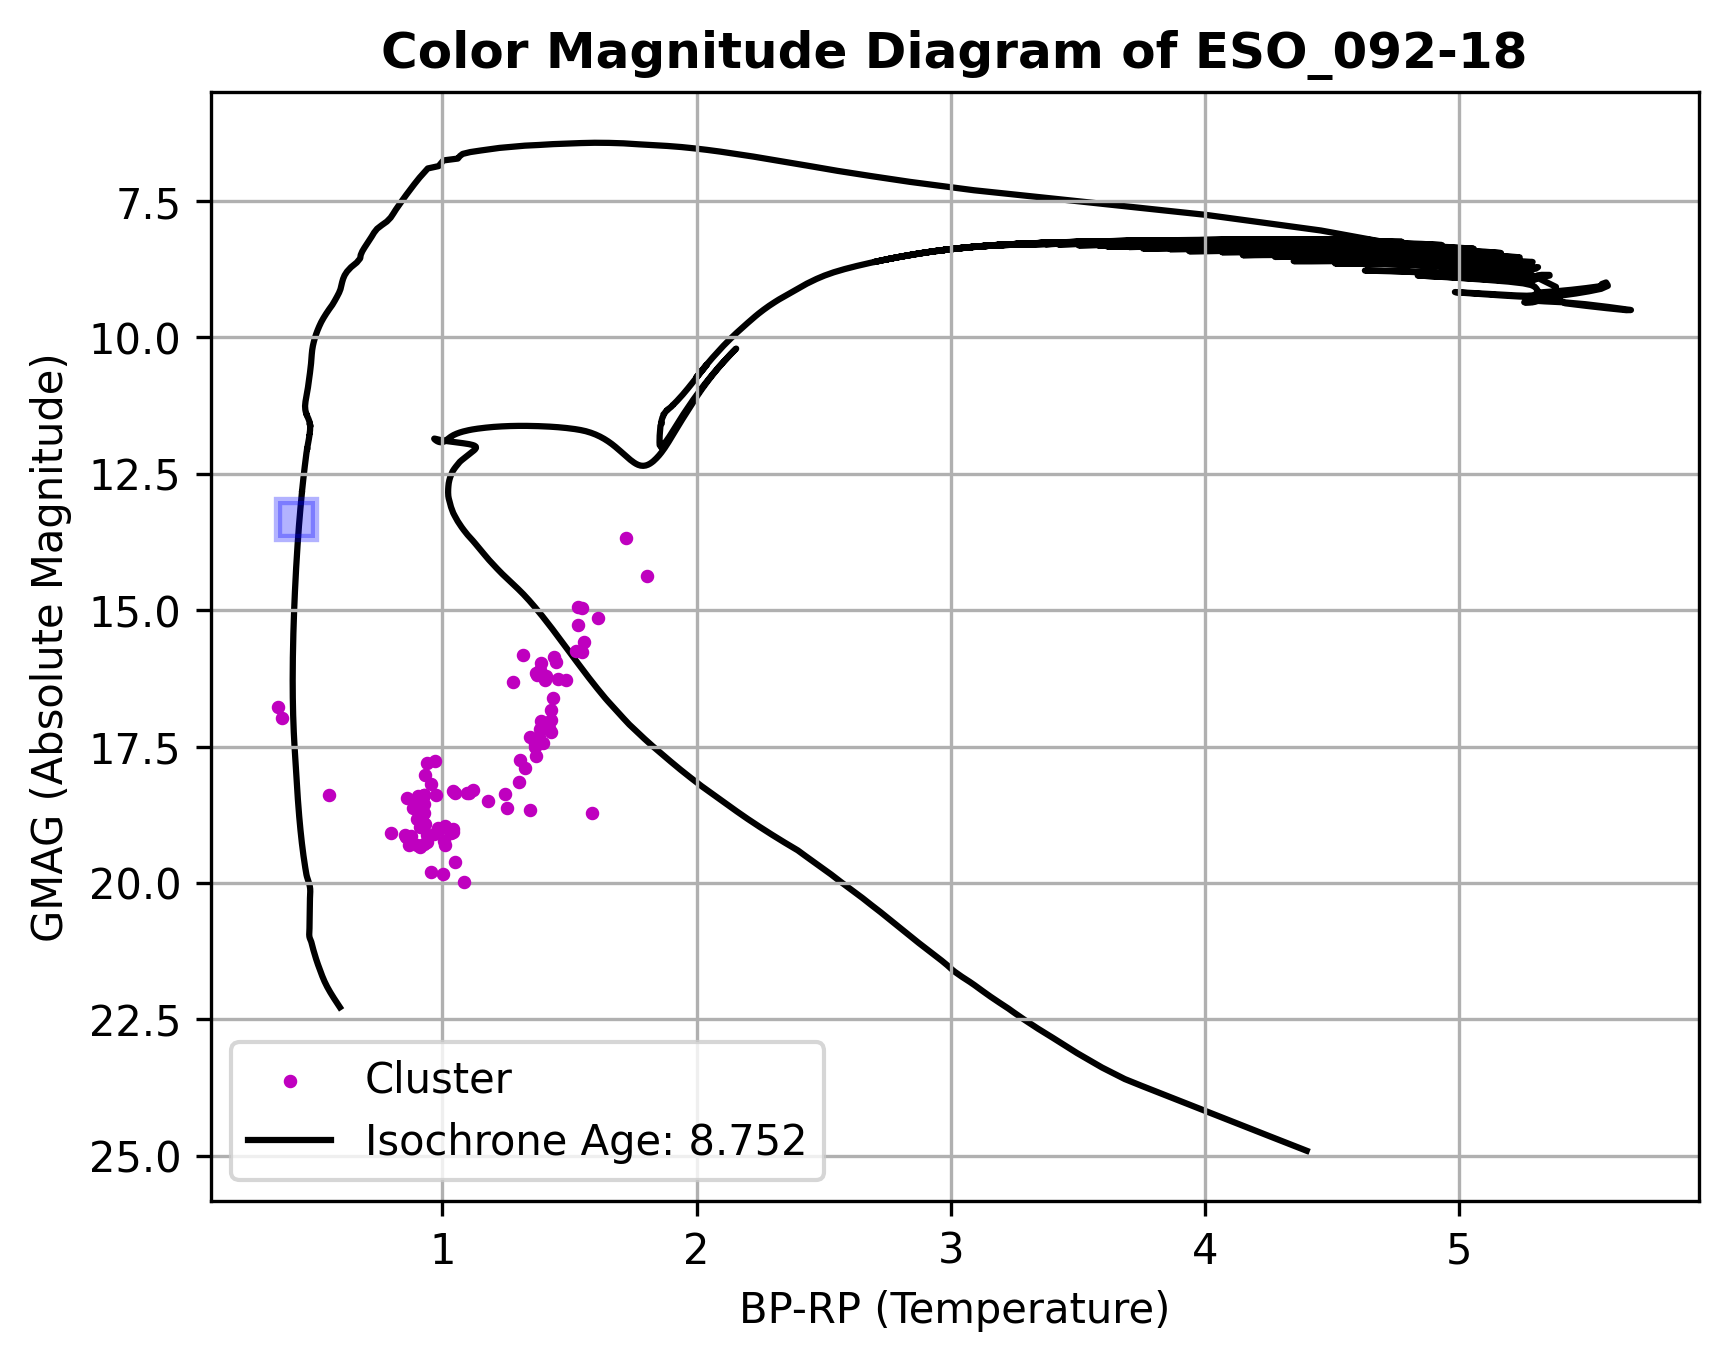 Color Magnitude Diagram of ESO_092-18
GMAG (Absolute Magnitude)
7.5
10.0
12.5
15.0
17.5
20.0
22.5
25.0
Cluster
Isochrone Age: 8.752
1 2 3 4 5
BP-RP (Temperature)